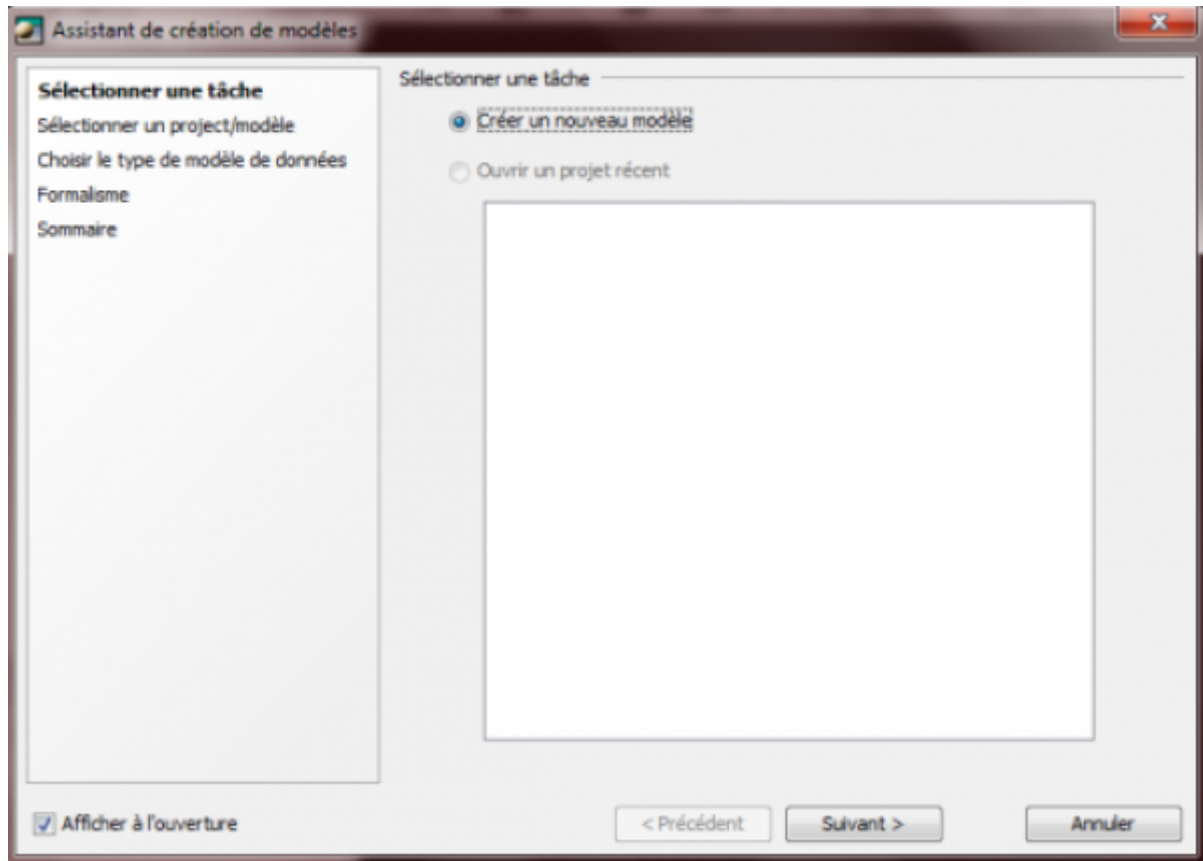 Assistant de création de modèles
Sélectionner une tâche
Sélectionner un project/modèle
Choisir le type de modèle de données
Formalisme
Sommaire
Sélectionner une tâche
Créer un nouveau modèle
Ouvrir un projet récent
Afficher à l'ouverture
< Précédent
Suivant >
Annuler